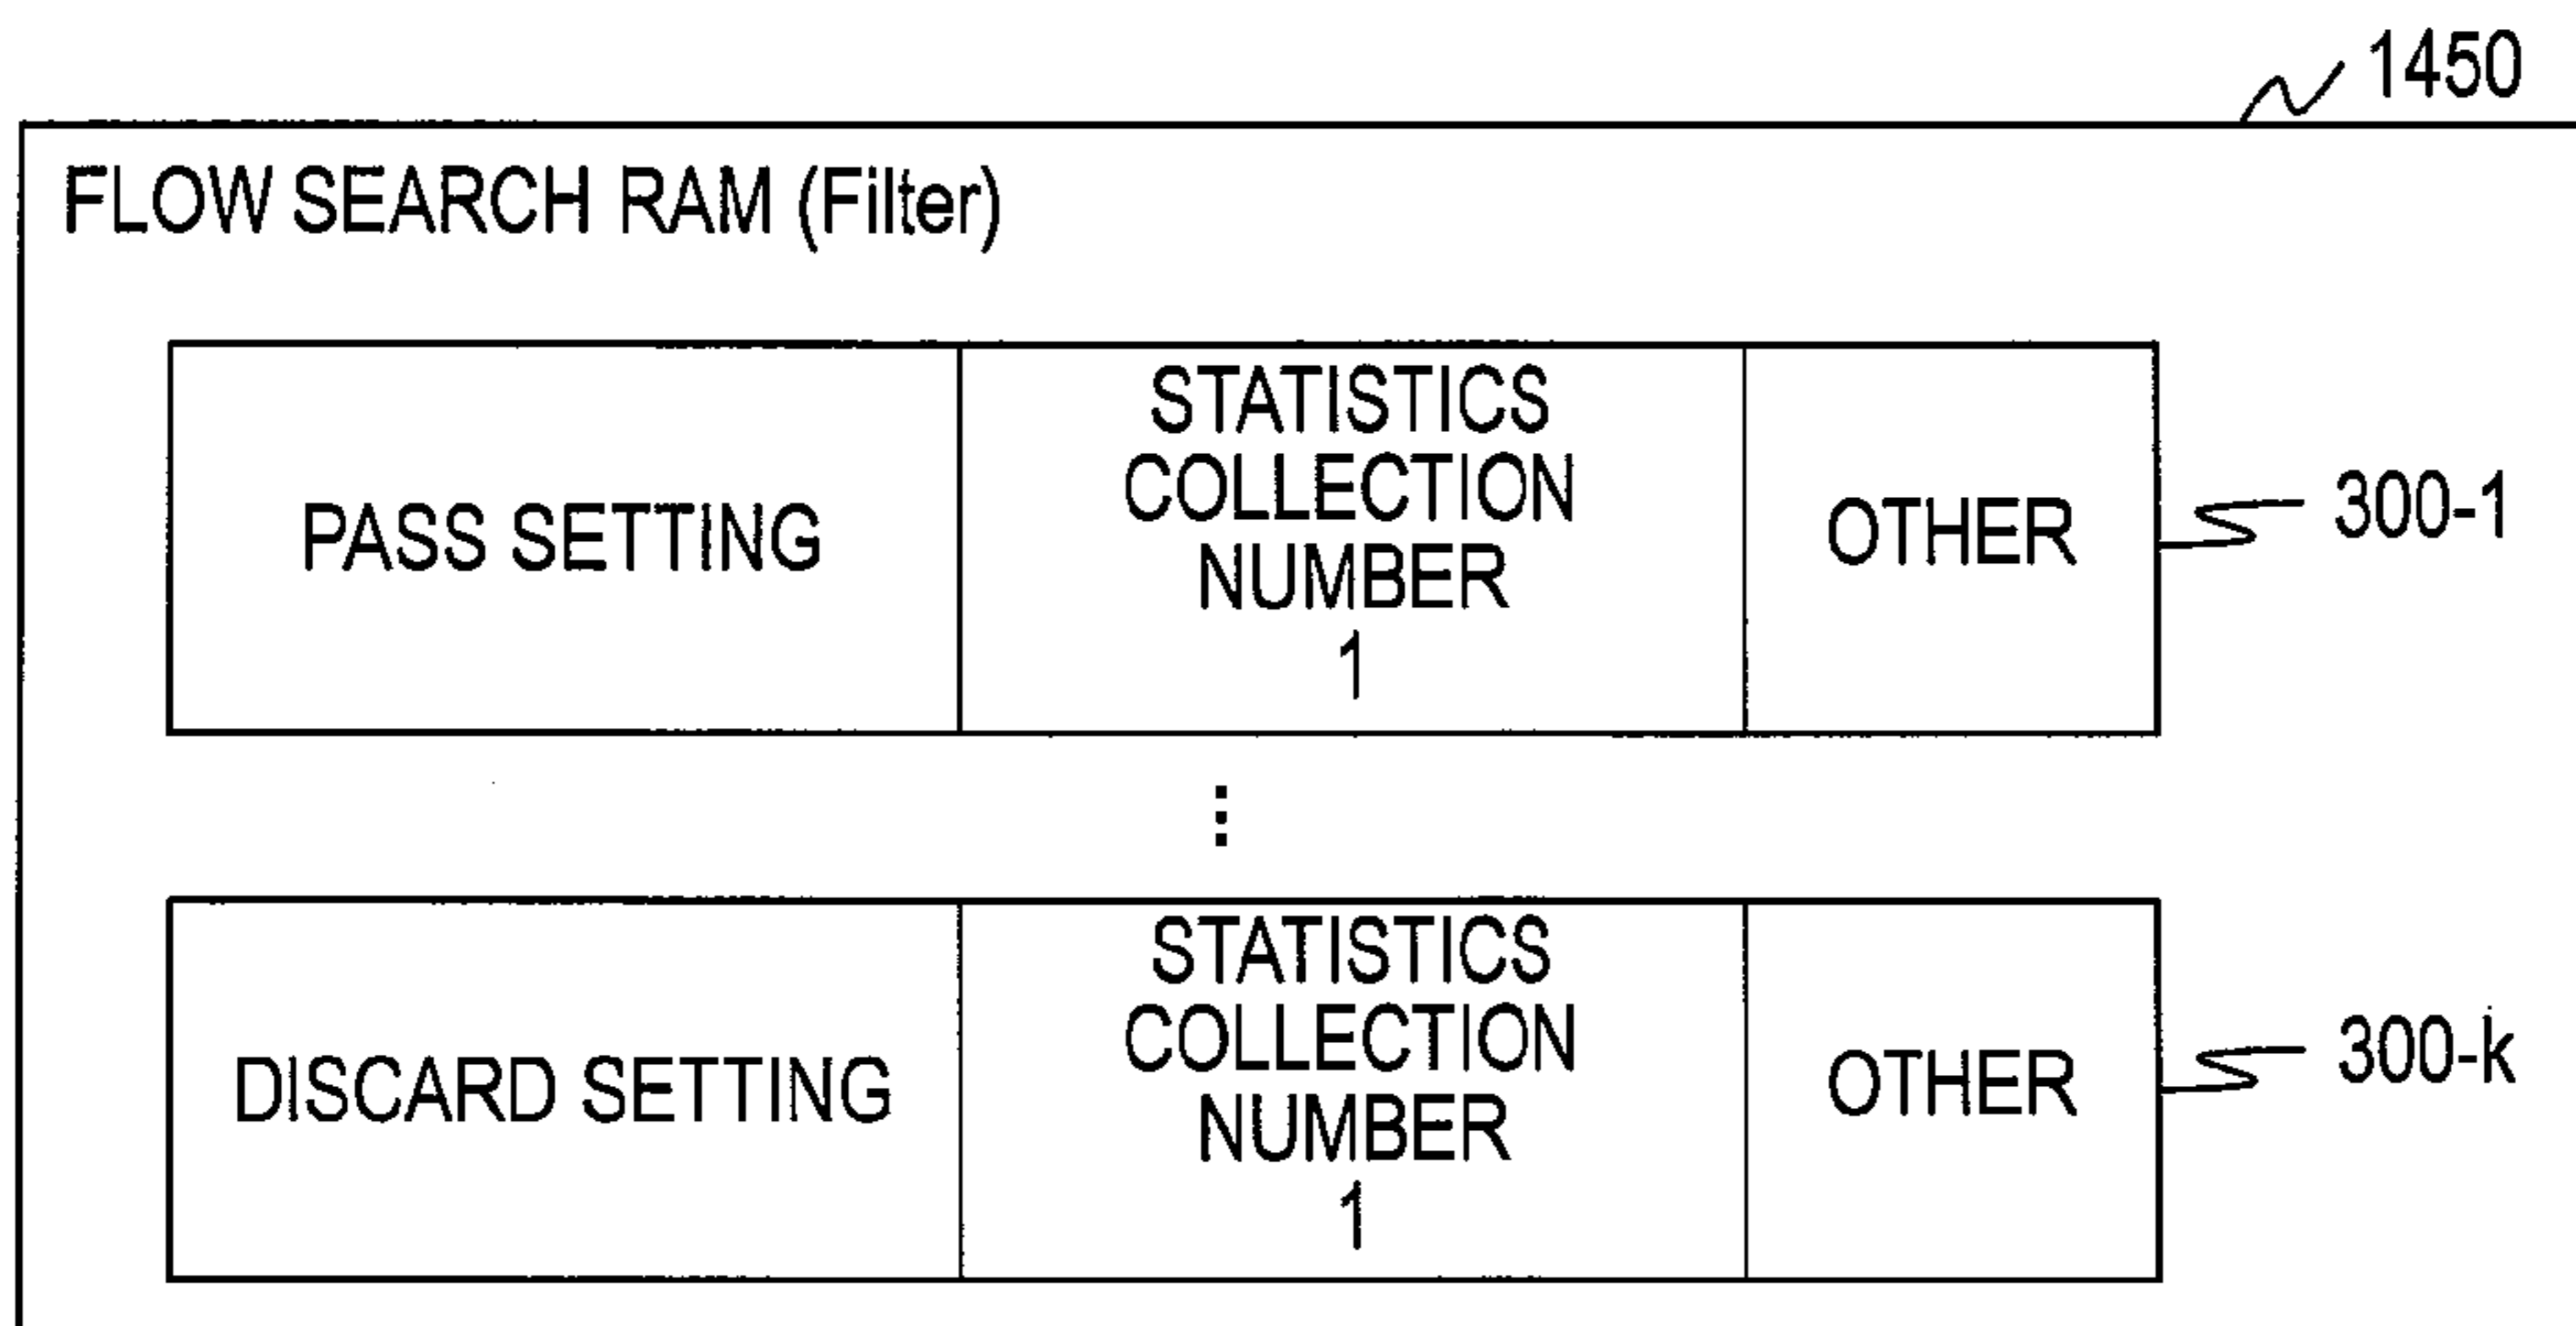 1450
FLOW SEARCH RAM (Filter)
PASS SETTING
STATISTICS
COLLECTION
NUMBER
1
OTHER
300-1
DISCARD SETTING
STATISTICS
COLLECTION
NUMBER
1
OTHER
300-k